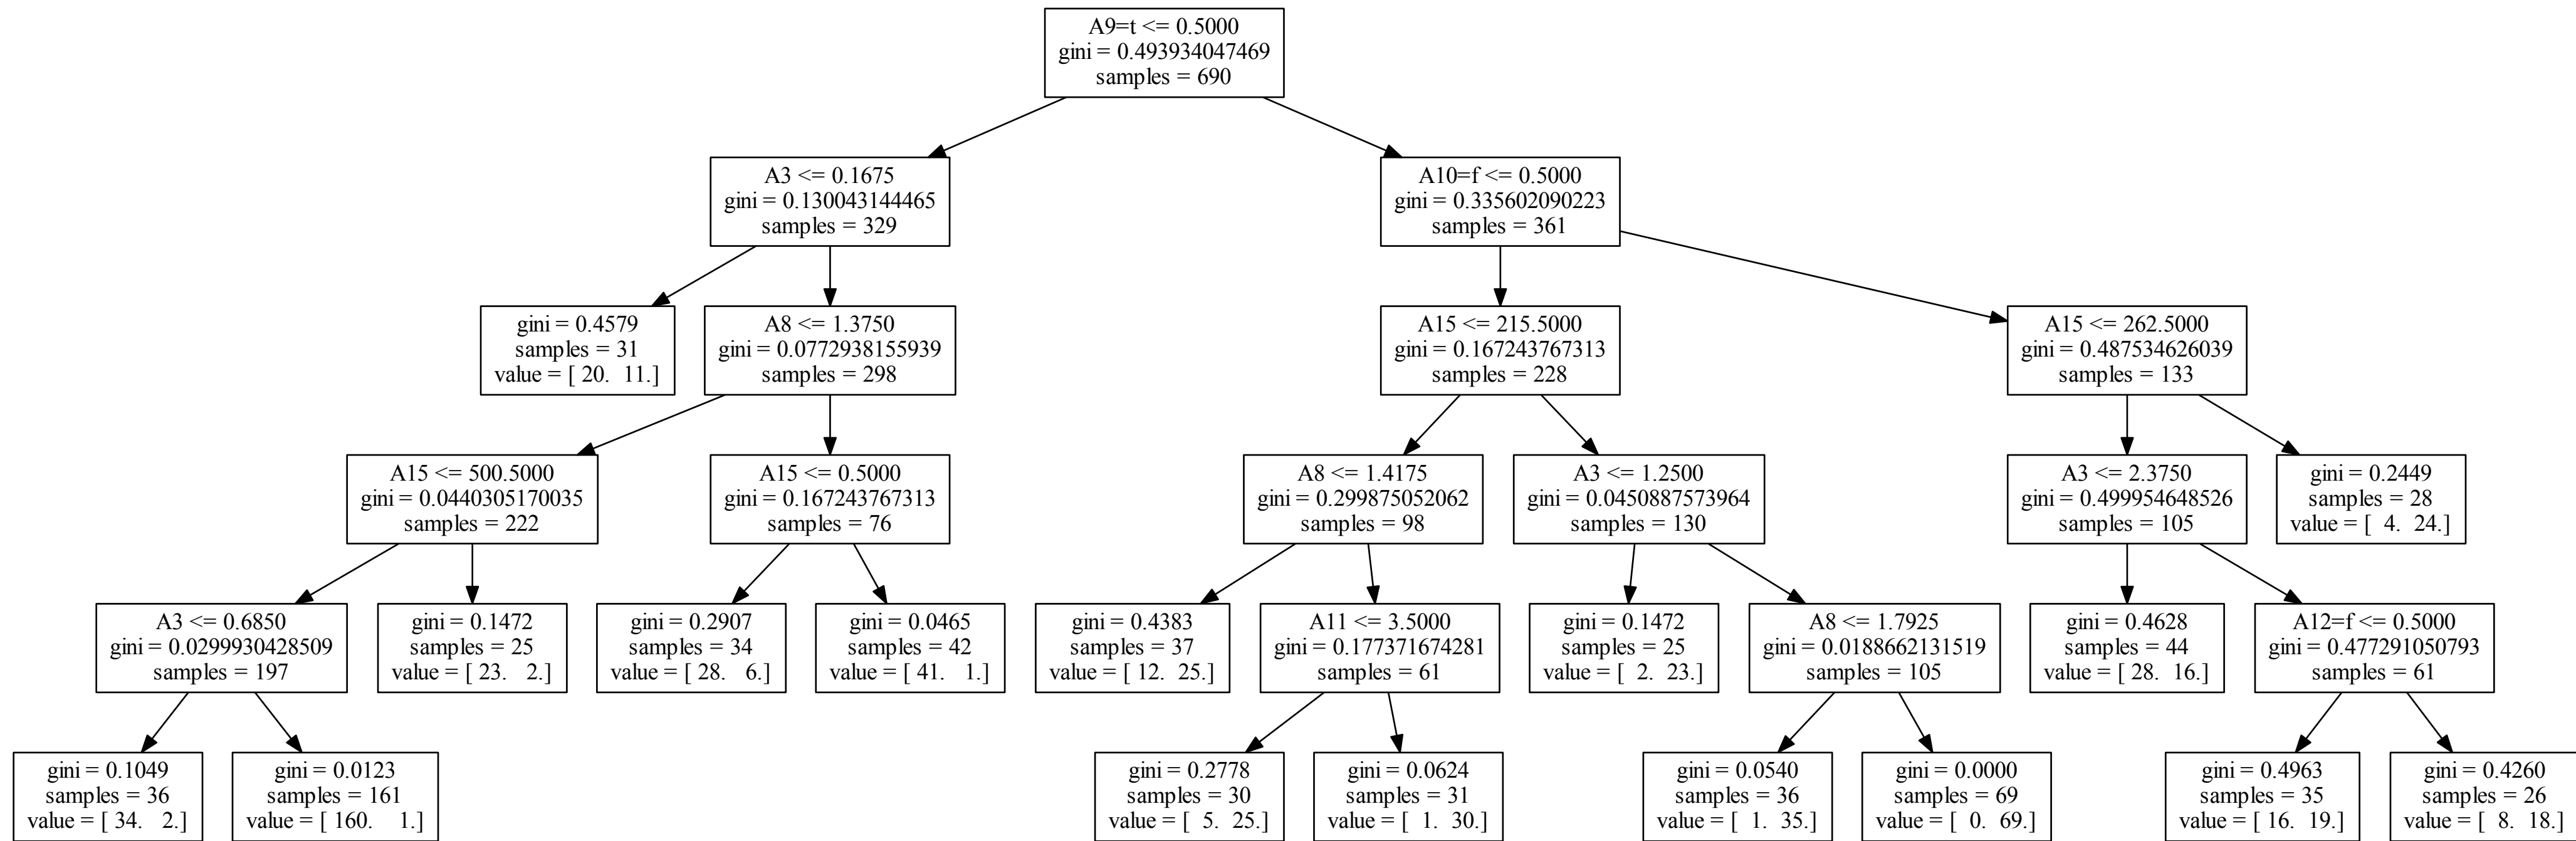 A9=t <= 0.5000
gini = 0.493934047469
samples = 690
A3 <= 0.1675
gini = 0.130043144465
samples = 329
A10=f <= 0.5000
gini = 0.335602090223
samples = 361
gini = 0.4579
samples = 31
value = [ 20.  11.]
A8 <= 1.3750
gini = 0.0772938155939
samples = 298
A15 <= 215.5000
gini = 0.167243767313
samples = 228
A15 <= 262.5000
gini = 0.487534626039
samples = 133
A15 <= 500.5000
gini = 0.0440305170035
samples = 222
A15 <= 0.5000
gini = 0.167243767313
samples = 76
A8 <= 1.4175
gini = 0.299875052062
samples = 98
A3 <= 1.2500
gini = 0.0450887573964
samples = 130
A3 <= 2.3750
gini = 0.499954648526
samples = 105
gini = 0.2449
samples = 28
value = [  4.  24.]
A3 <= 0.6850
gini = 0.0299930428509
samples = 197
gini = 0.1472
samples = 25
value = [ 23.   2.]
gini = 0.2907
samples = 34
value = [ 28.   6.]
gini = 0.0465
samples = 42
value = [ 41.   1.]
gini = 0.4383
samples = 37
value = [ 12.  25.]
A11 <= 3.5000
gini = 0.177371674281
samples = 61
gini = 0.1472
samples = 25
value = [  2.  23.]
A8 <= 1.7925
gini = 0.0188662131519
samples = 105
gini = 0.4628
samples = 44
value = [ 28.  16.]
A12=f <= 0.5000
gini = 0.477291050793
samples = 61
gini = 0.1049
samples = 36
value = [ 34.   2.]
gini = 0.0123
samples = 161
value = [ 160.    1.]
gini = 0.2778
samples = 30
value = [  5.  25.]
gini = 0.0624
samples = 31
value = [  1.  30.]
gini = 0.0540
samples = 36
value = [  1.  35.]
gini = 0.0000
samples = 69
value = [  0.  69.]
gini = 0.4963
samples = 35
value = [ 16.  19.]
gini = 0.4260
samples = 26
value = [  8.  18.]